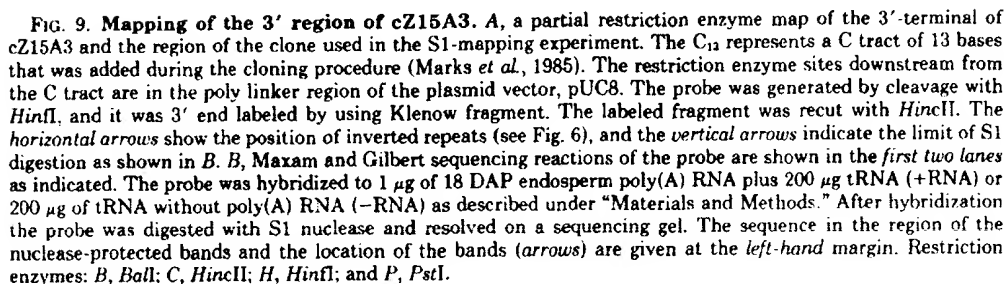 FIG. 9. Mapping of the 3′ region of cZ15A3. A, a partial restriction enzyme map of the 3′-terminal of
cZ15A3 and the region of the clone used in the S1-mapping experiment. The C₁₃ represents a C tract of 13 bases
that was added during the cloning procedure (Marks et al., 1985). The restriction enzyme sites downstream from
the C tract are in the poly linker region of the plasmid vector, pUC8. The probe was generated by cleavage with
HinfI, and it was 3′ end labeled by using Klenow fragment. The labeled fragment was recut with HincII. The
horizontal arrows show the position of inverted repeats (see Fig. 6), and the vertical arrows indicate the limit of S1
digestion as shown in B. B, Maxam and Gilbert sequencing reactions of the probe are shown in the first two lanes
as indicated. The probe was hybridized to 1 μg of 18 DAP endosperm poly(A) RNA plus 200 μg tRNA (+RNA) or
200 μg of tRNA without poly(A) RNA (−RNA) as described under "Materials and Methods." After hybridization
the probe was digested with S1 nuclease and resolved on a sequencing gel. The sequence in the region of the
nuclease-protected bands and the location of the bands (arrows) are given at the left-hand margin. Restriction
enzymes: B, BalI; C, HincII; H, HinfI; and P, PstI.